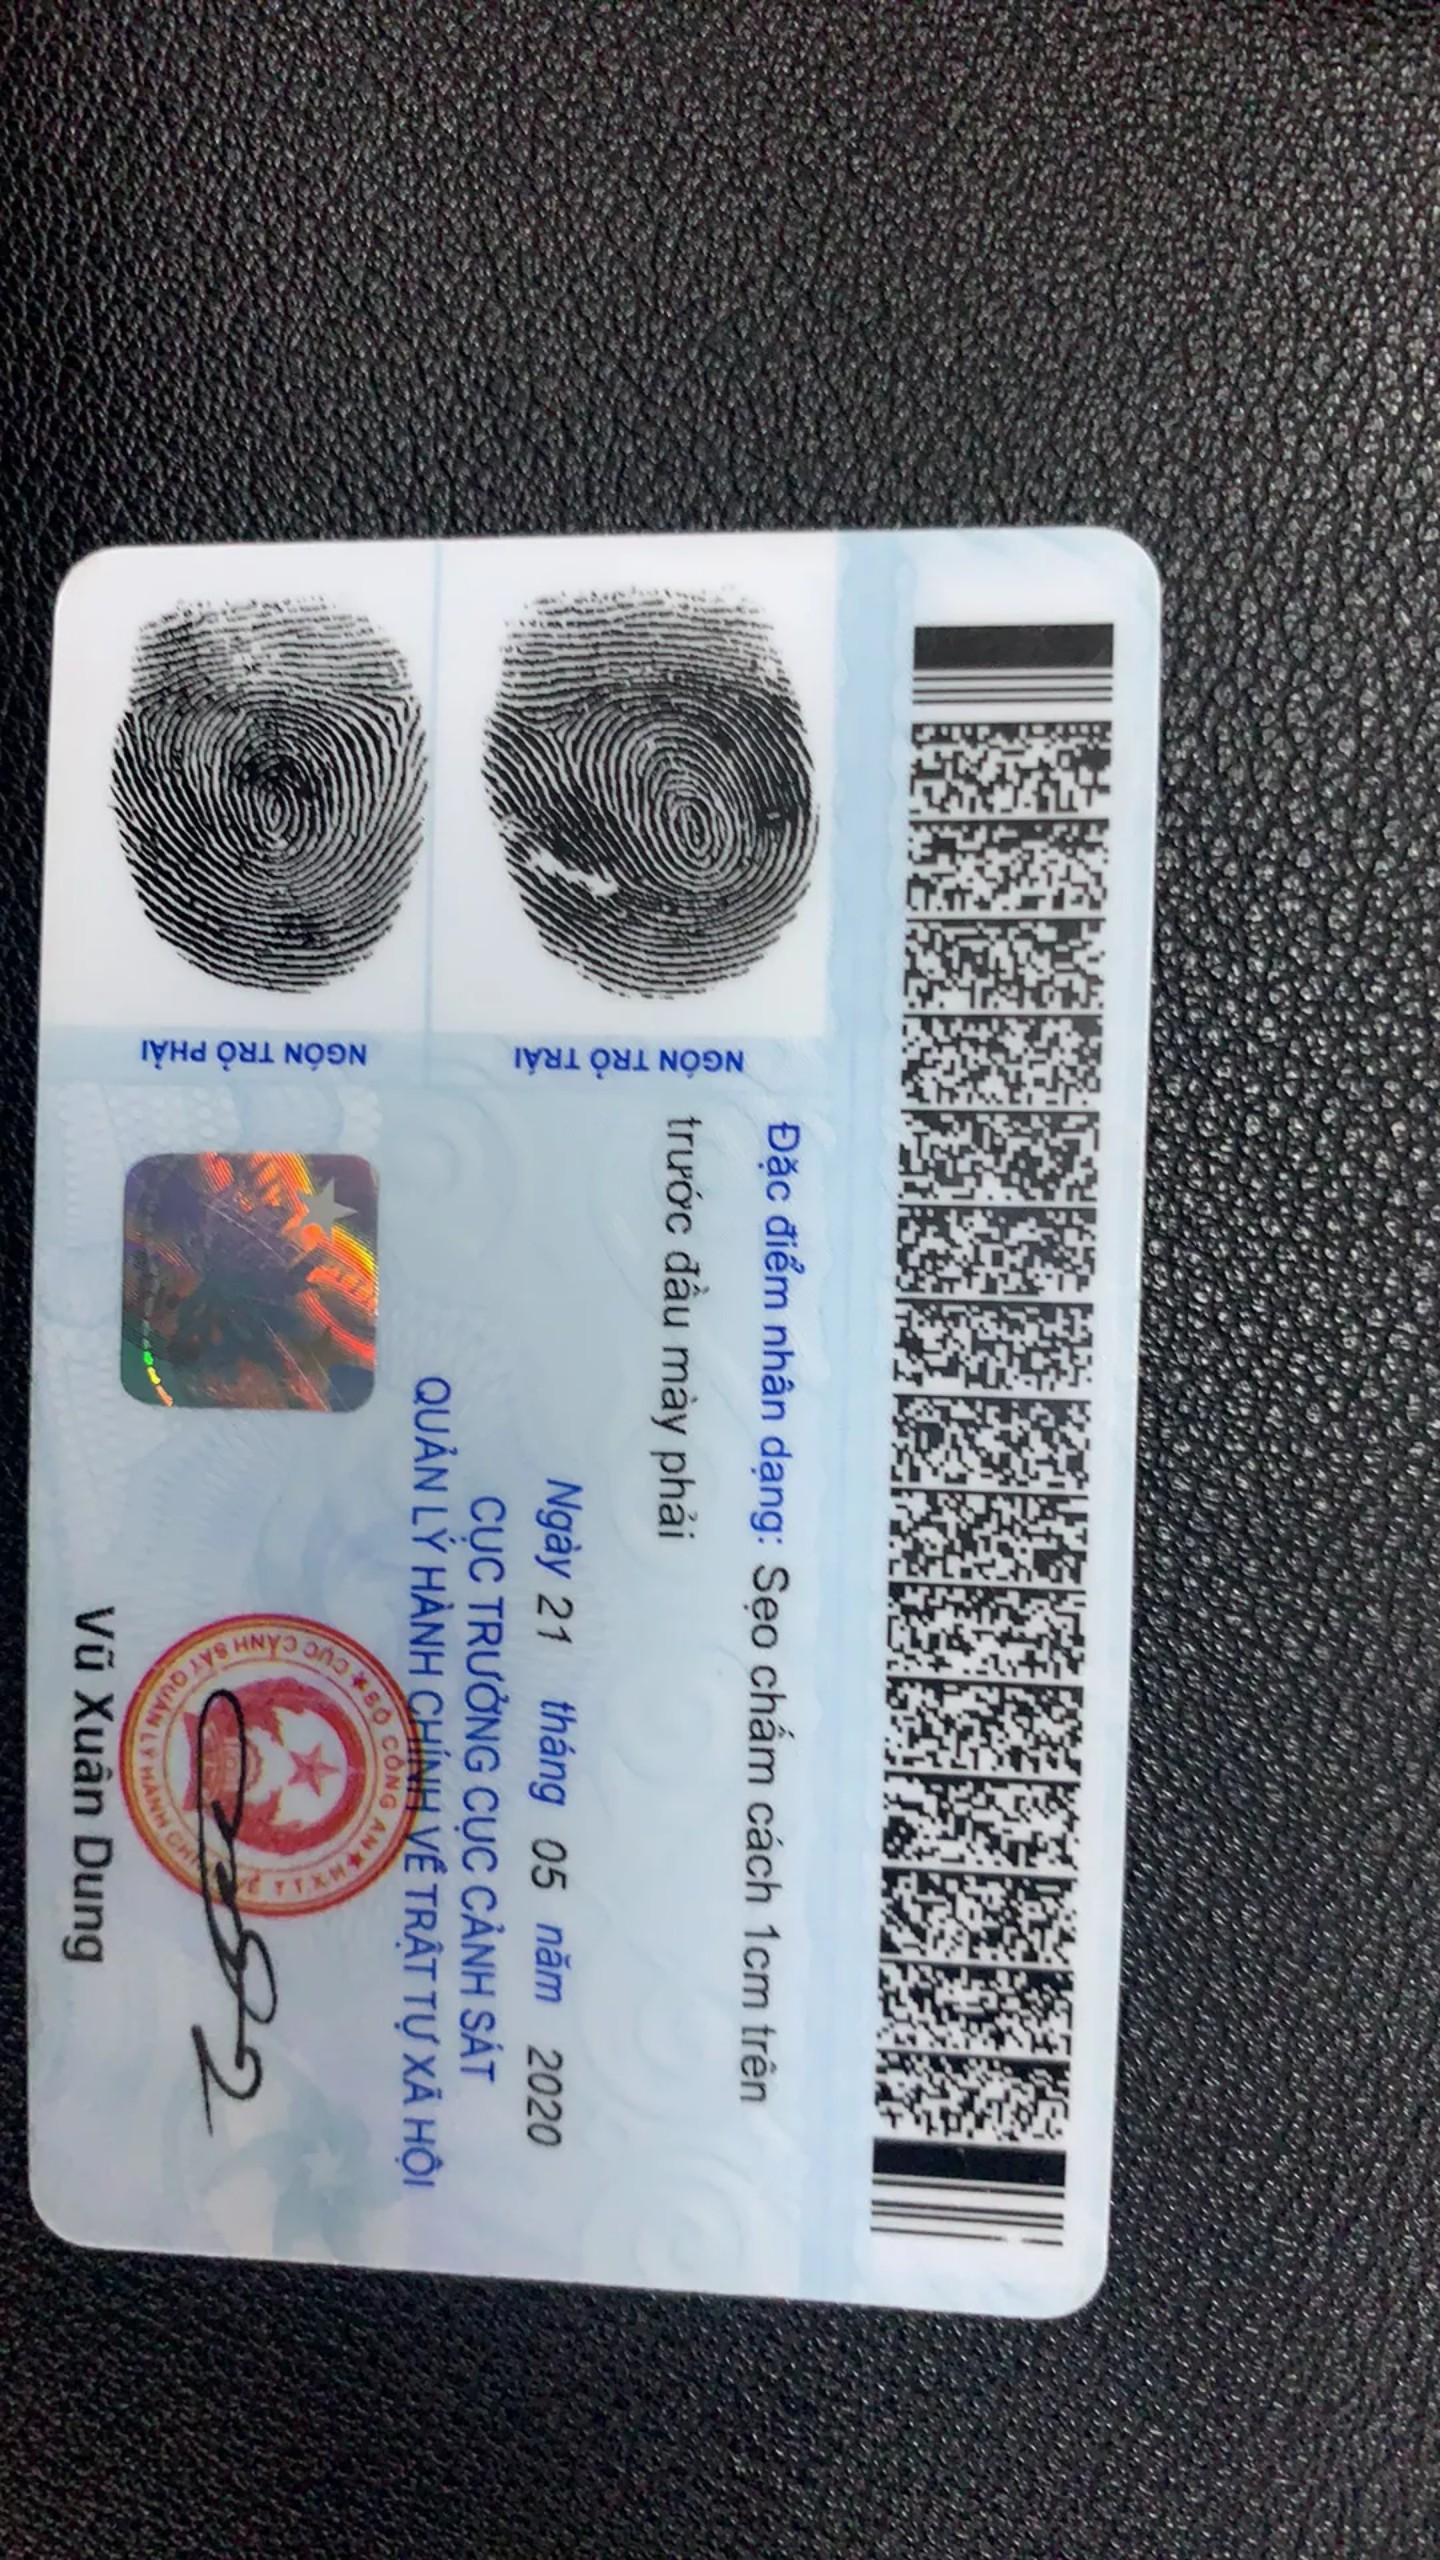 Đặc điểm nhân dạng: Sẹo chấm cách 1cm trên
trước đầu mày phải
NGÓN TRỎ TRÁI
NGÓN TRỎ PHẢI
Ngày 21 tháng 05 năm 2020
CỤC TRƯỞNG CỤC CẢNH SÁT
QUẢN LÝ HÀNH CHÍNH VỀ TRẬT TỰ XÃ HỘI
BỘ CÔNG AN
CỤC CẢNH SÁT QUẢN LÝ HÀNH CHÍNH VỀ TTXH
Vũ Xuân Dung